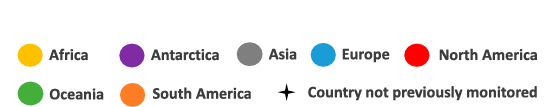 Africa Antarctica Asia Europe North America
Oceania South America Country not previously monitored